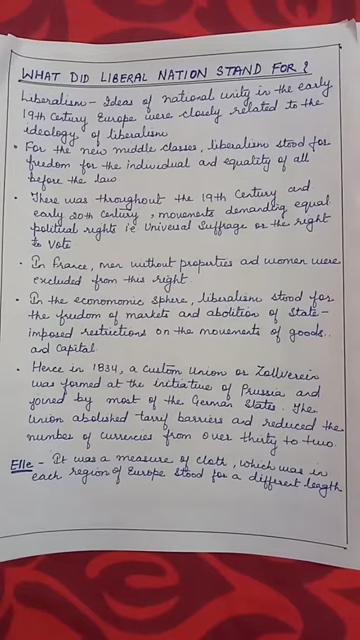 WHAT DID LIBERAL NATION STAND FOR?
Liberalism - Ideas of national unity in the early
19th Century Europe were closely related to the
ideology of liberalism
• For the new middle classes, liberalism stood for
freedom for the individual and equality of all
before the law
• There was throughout the 19th Century and
early 20th Century, movements demanding equal
political rights ie Universal Suffrage or the right
to Vote
• In France, men without properties and women were
excluded from this right.
• In the econonomic sphere, liberalism stood for
the fredom of markets and abolition of State-
imposed restrictions on the movements of goods..
and Capital.
• Hence in 1834, a Custom Union or Zollverein
was formed at the initiative of Prussia and
joined by most of the German States. The
Union abolished tarrif barriers and reduced the
number of currencies from over thirty to two.
Elle - It was a measure of cloth, which was in
each region of Europe stood for a different length